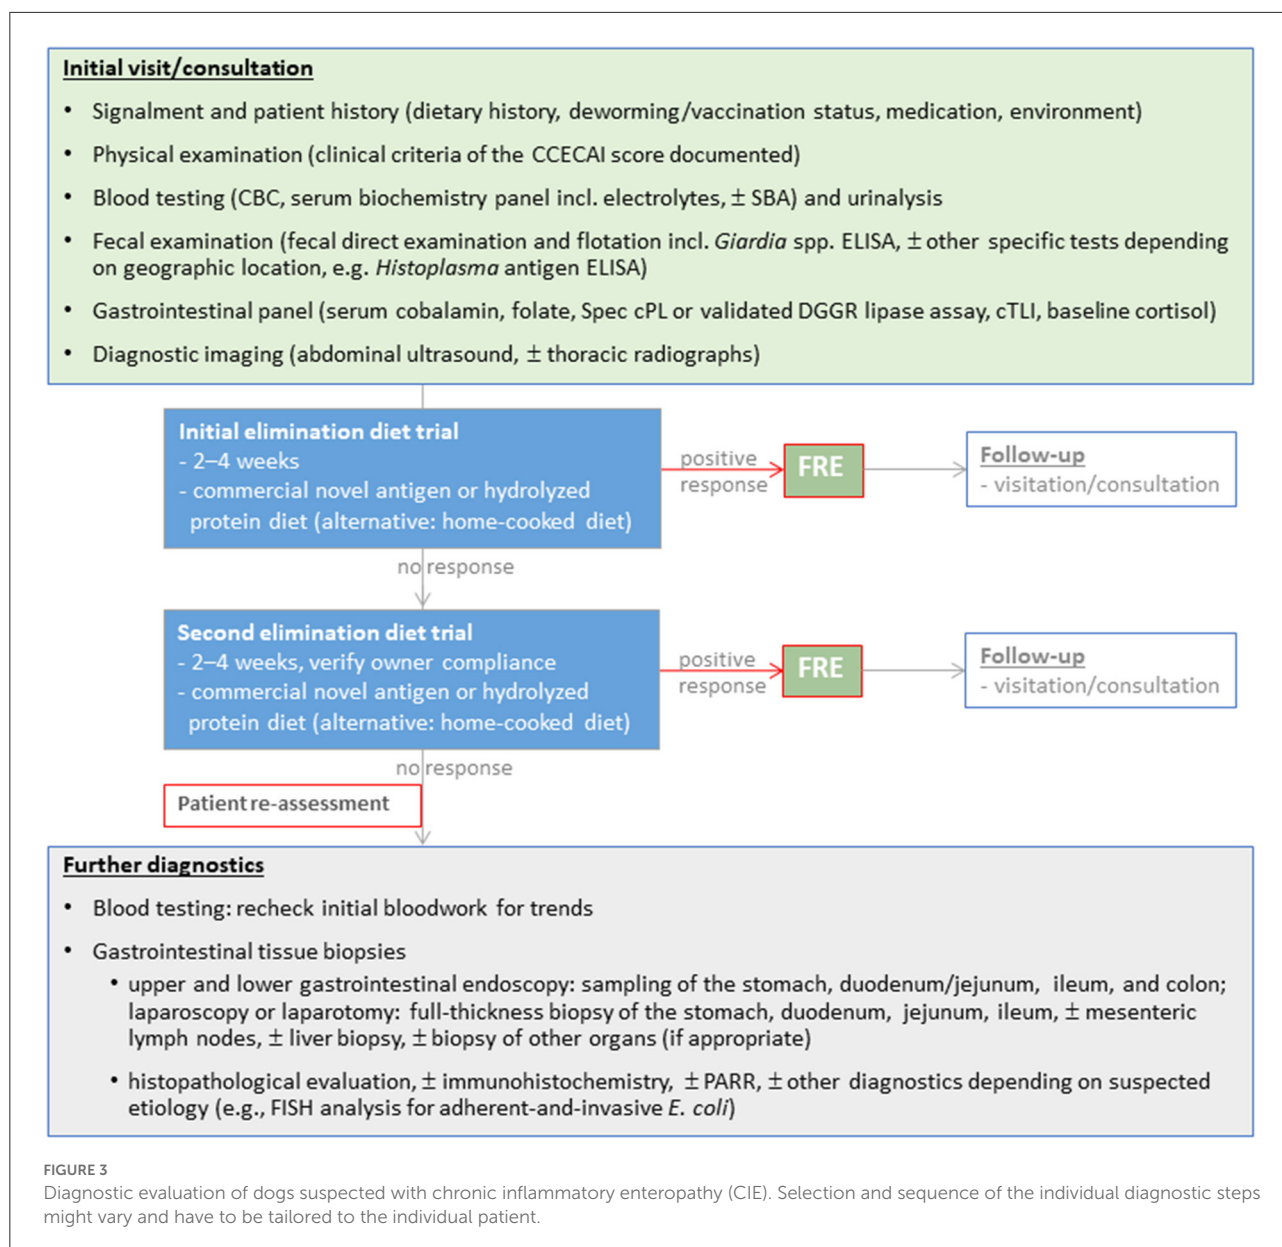 Initial visit/consultation
• Signalment and patient history (dietary history, deworming/vaccination status, medication, environment)
• Physical examination (clinical criteria of the CCECAI score documented)
• Blood testing (CBC, serum biochemistry panel incl. electrolytes, ± SBA) and urinalysis
• Fecal examination (fecal direct examination and flotation incl. Giardia spp. ELISA, ± other specific tests depending
on geographic location, e.g. Histoplasma antigen ELISA)
• Gastrointestinal panel (serum cobalamin, folate, Spec cPL or validated DGGR lipase assay, cTLI, baseline cortisol)
• Diagnostic imaging (abdominal ultrasound, ± thoracic radiographs)
Initial elimination diet trial
- 2–4 weeks
- commercial novel antigen or hydrolyzed
protein diet (alternative: home-cooked diet)
positive
response
FRE
Follow-up
- visitation/consultation
no response
Second elimination diet trial
- 2–4 weeks, verify owner compliance
- commercial novel antigen or hydrolyzed
protein diet (alternative: home-cooked diet)
positive
response
FRE
Follow-up
- visitation/consultation
no response
Patient re-assessment
Further diagnostics
• Blood testing: recheck initial bloodwork for trends
• Gastrointestinal tissue biopsies
• upper and lower gastrointestinal endoscopy: sampling of the stomach, duodenum/jejunum, ileum, and colon;
laparoscopy or laparotomy: full-thickness biopsy of the stomach, duodenum, jejunum, ileum, ± mesenteric
lymph nodes, ± liver biopsy, ± biopsy of other organs (if appropriate)
• histopathological evaluation, ± immunohistochemistry, ± PARR, ± other diagnostics depending on suspected
etiology (e.g., FISH analysis for adherent-and-invasive E. coli)
FIGURE 3
Diagnostic evaluation of dogs suspected with chronic inflammatory enteropathy (CIE). Selection and sequence of the individual diagnostic steps
might vary and have to be tailored to the individual patient.